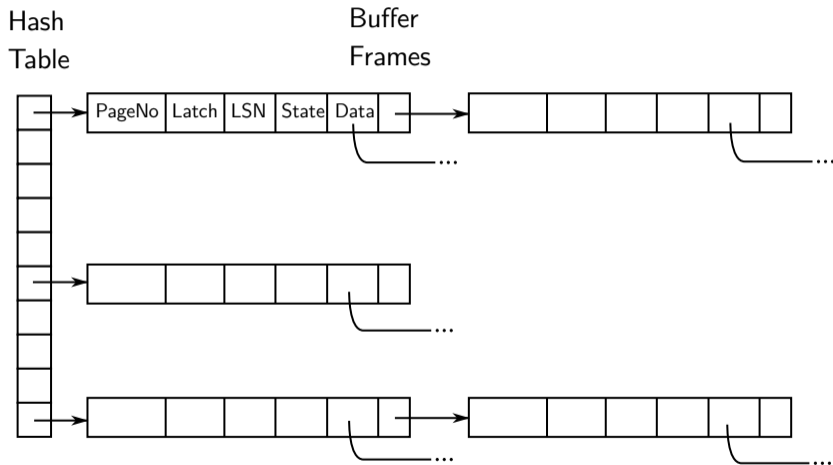 Hash
Table
Buffer
Frames
PageNo Latch LSN State Data
...
...
...
...
...